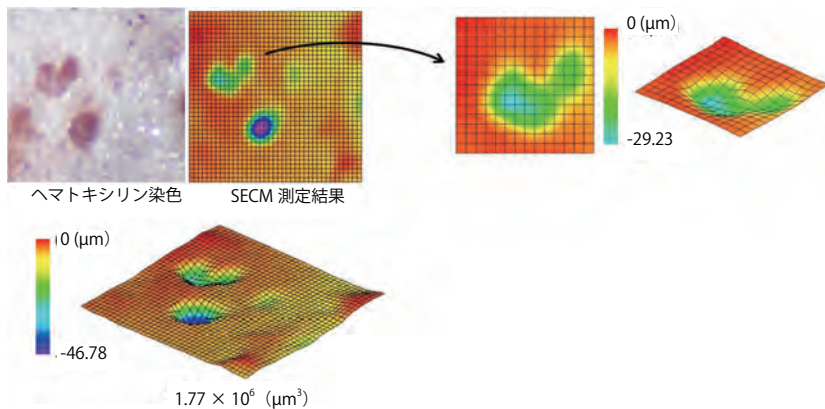 0 (μm)
-29.23
ヘマトキシリン染色
SECM 測定結果
0 (μm)
-46.78
1.77 × 10⁶（μm³）